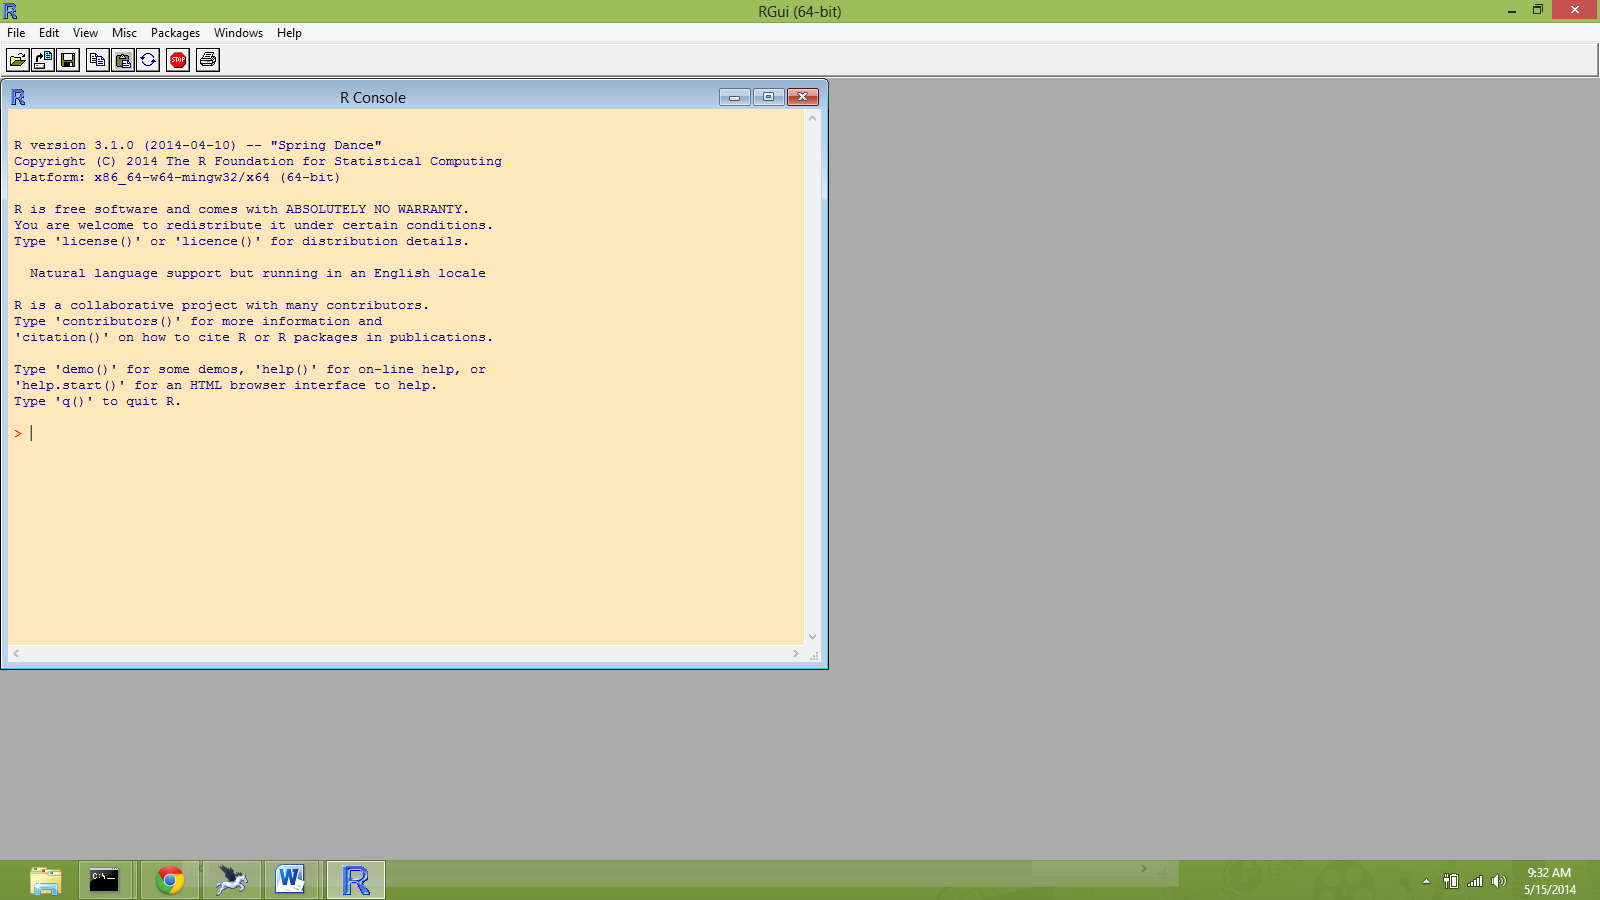 RGui (64-bit)
File Edit View Misc Packages Windows Help
STOP
R Console
R version 3.1.0 (2014-04-10) -- "Spring Dance"
Copyright (C) 2014 The R Foundation for Statistical Computing
Platform: x86_64-w64-mingw32/x64 (64-bit)
R is free software and comes with ABSOLUTELY NO WARRANTY.
You are welcome to redistribute it under certain conditions.
Type 'license()' or 'licence()' for distribution details.
Natural language support but running in an English locale
R is a collaborative project with many contributors.
Type 'contributors()' for more information and
'citation()' on how to cite R or R packages in publications.
Type 'demo()' for some demos, 'help()' for on-line help, or
'help.start()' for an HTML browser interface to help.
Type 'q()' to quit R.
>
C:\_
W
R
9:32 AM
5/15/2014